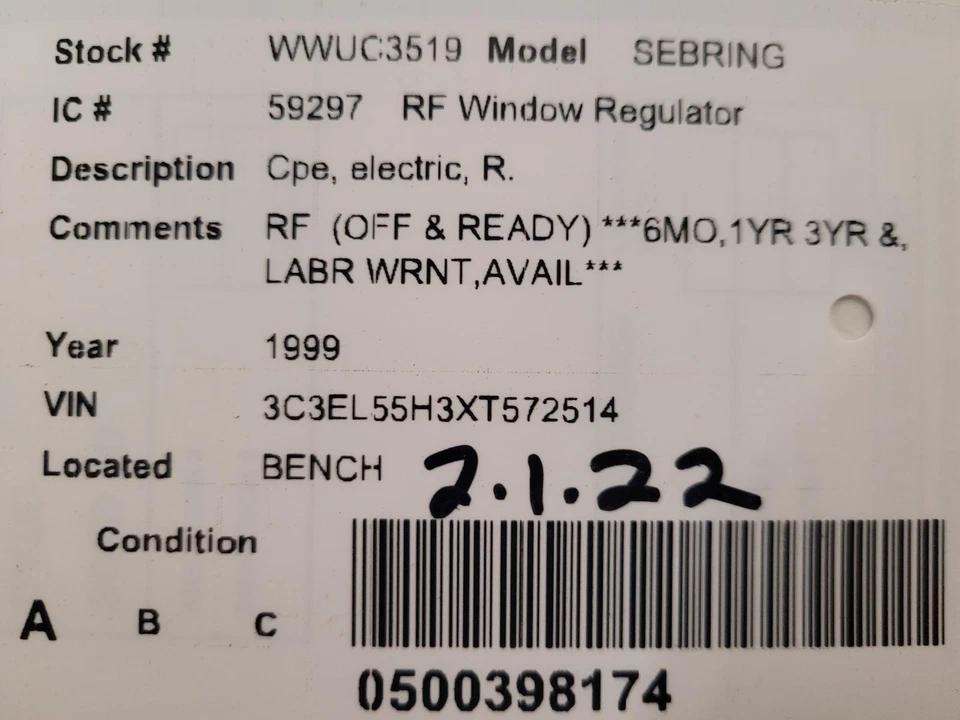 Stock # WWUC3519 Model SEBRING
IC # 59297 RF Window Regulator
Description Cpe, electric, R.
Comments RF (OFF & READY) ***6MO,1YR 3YR &,
LABR WRNT,AVAIL***
Year 1999
VIN 3C3EL55H3XT572514
Located BENCH 2.1.22
Condition
A B C
0500398174